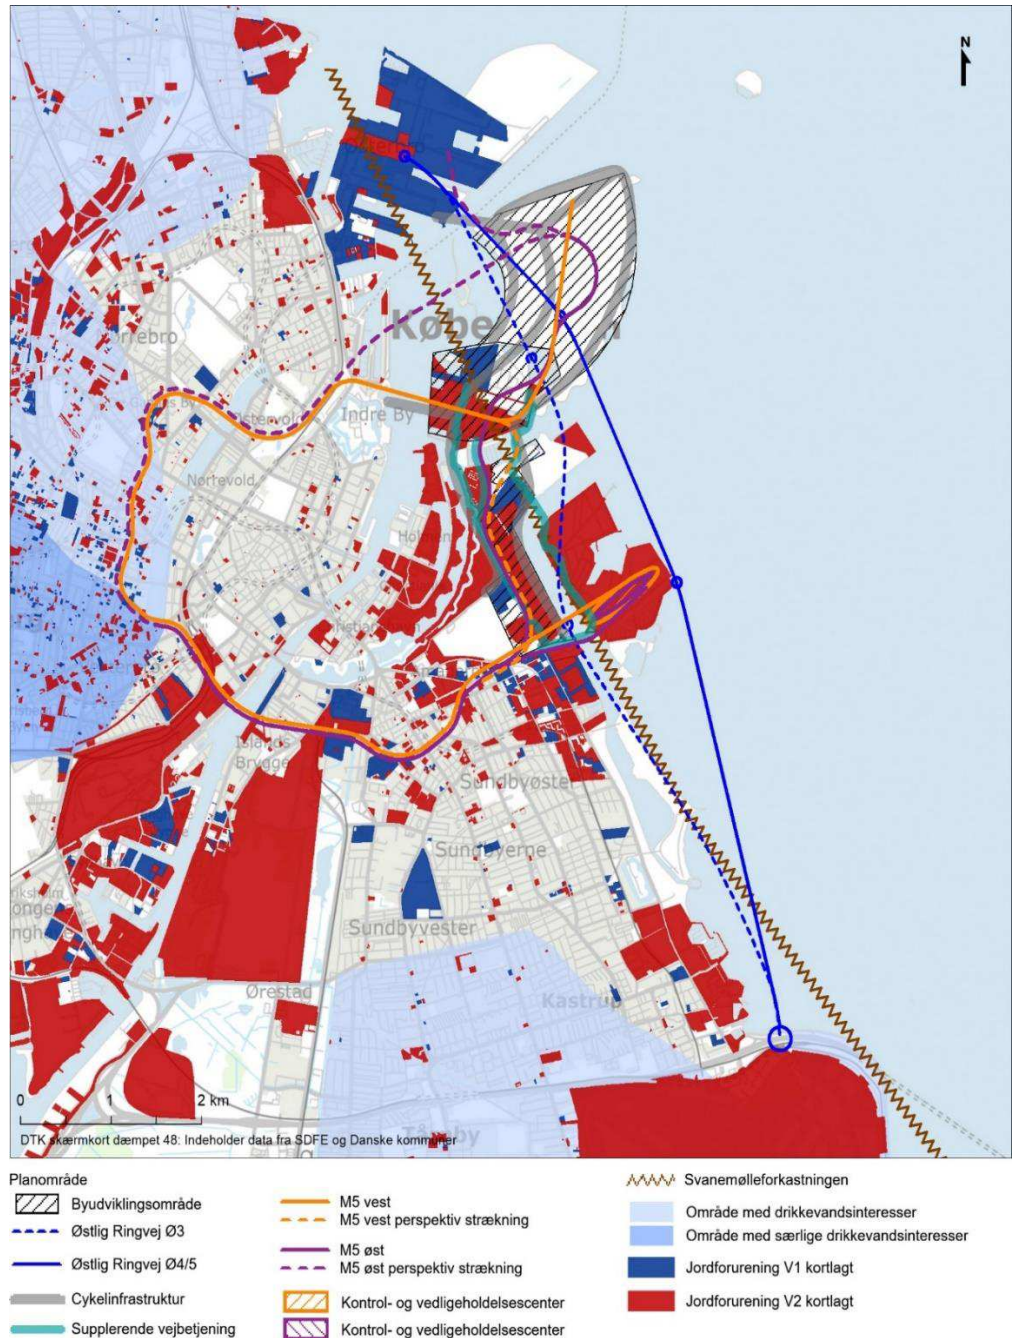 N
Østerbro
København
Nørrebro
Østervold
Indre By
Nørrevold
Holmen
Islands
Brygge
Sundbyøster
Sundbyerne
Sundbyvester
Ørestad
Kastrup
Tårnby
0 1 2 km
DTK skærmkort dæmpet 48: Indeholder data fra SDFE og Danske kommuner
Planområde
Byudviklingsområde
Østlig Ringvej Ø3
Østlig Ringvej Ø4/5
Cykelinfrastruktur
Supplerende vejbetjening
M5 vest
M5 vest perspektiv strækning
M5 øst
M5 øst perspektiv strækning
Kontrol- og vedligeholdelsescenter
Kontrol- og vedligeholdelsescenter
Svanemølleforkastningen
Område med drikkevandsinteresser
Område med særlige drikkevandsinteresser
Jordforurening V1 kortlagt
Jordforurening V2 kortlagt